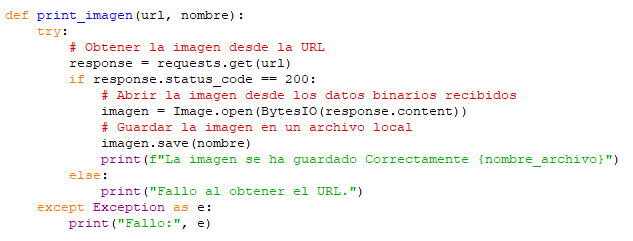 def print_imagen(url, nombre):
    try:
        # Obtener la imagen desde la URL
        response = requests.get(url)
        if response.status_code == 200:
            # Abrir la imagen desde los datos binarios recibidos
            imagen = Image.open(BytesIO(response.content))
            # Guardar la imagen en un archivo local
            imagen.save(nombre)
            print(f"La imagen se ha guardado Correctamente {nombre_archivo}")
        else:
            print("Fallo al obtener el URL.")
    except Exception as e:
        print("Fallo:", e)